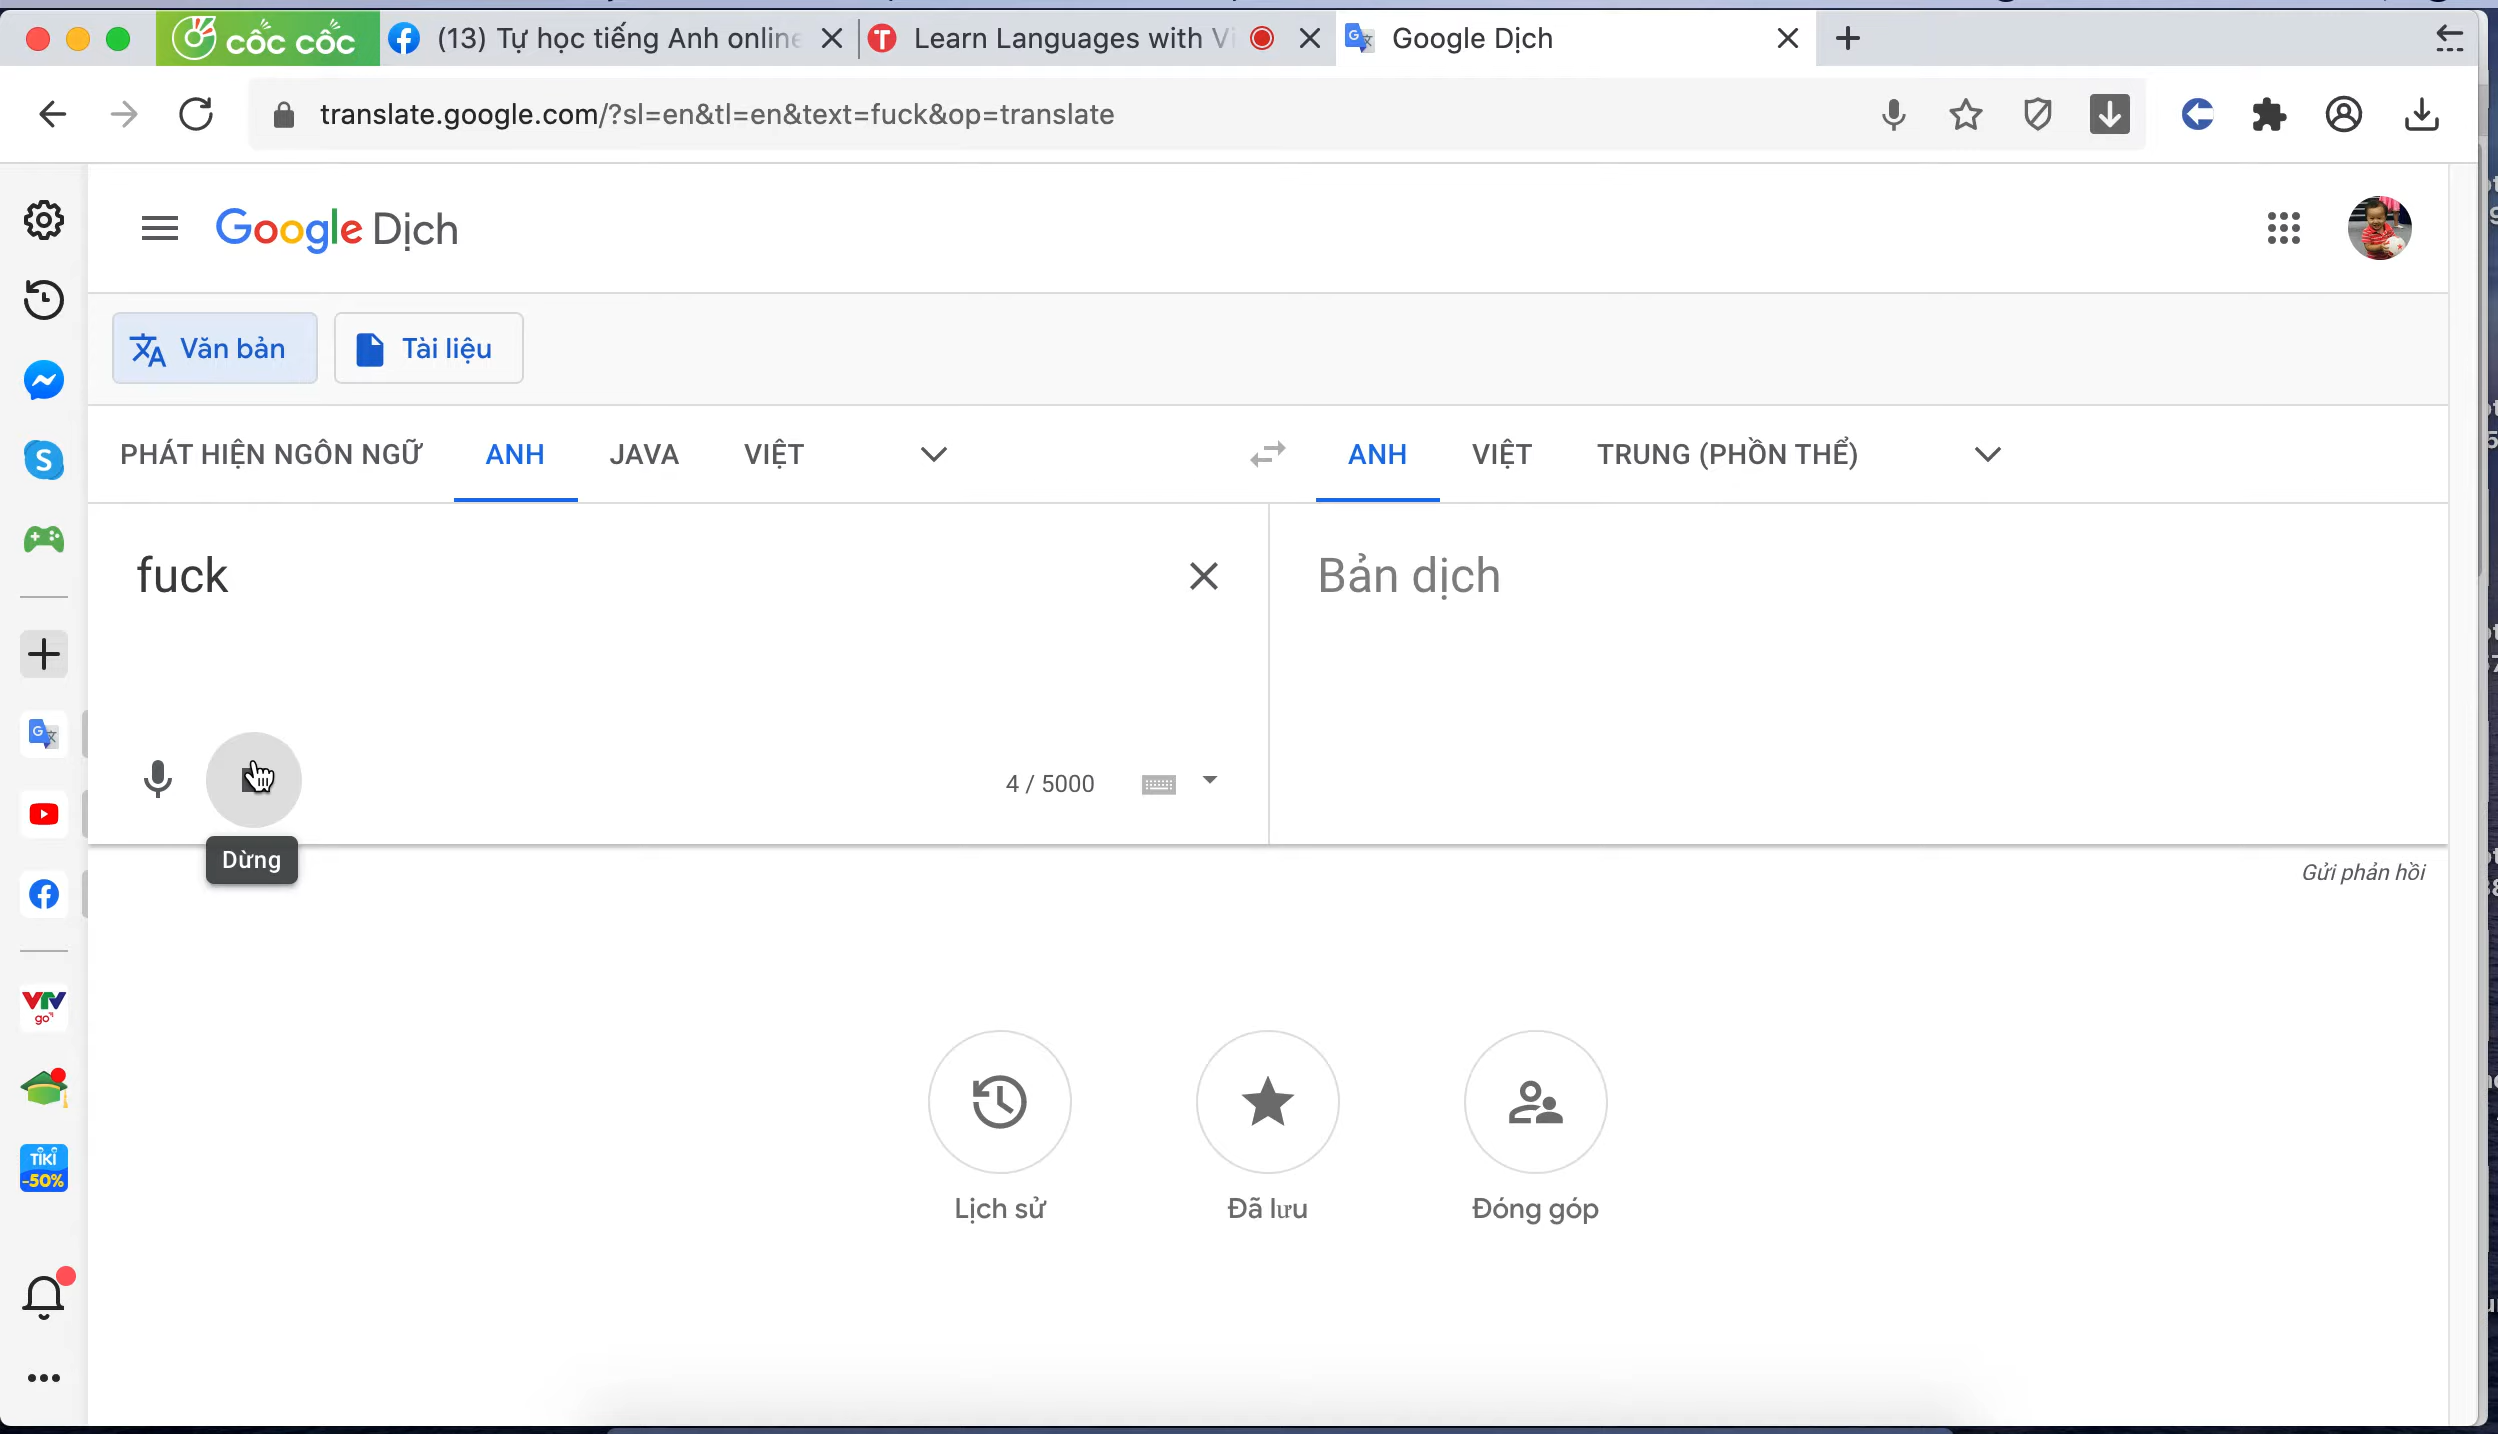 cốc cốc
(13) Tự học tiếng Anh online
Learn Languages with Vi
Google Dịch
translate.google.com/?sl=en&tl=en&text=fuck&op=translate
Google Dịch
Văn bản
Tài liệu
PHÁT HIỆN NGÔN NGỮ
ANH
JAVA
VIỆT
ANH
VIỆT
TRUNG (PHỒN THỂ)
fuck
Bản dịch
4 / 5000
Dừng
Gửi phản hồi
VTV
go
TIKI
-50%
Lịch sử
Đã lưu
Đóng góp